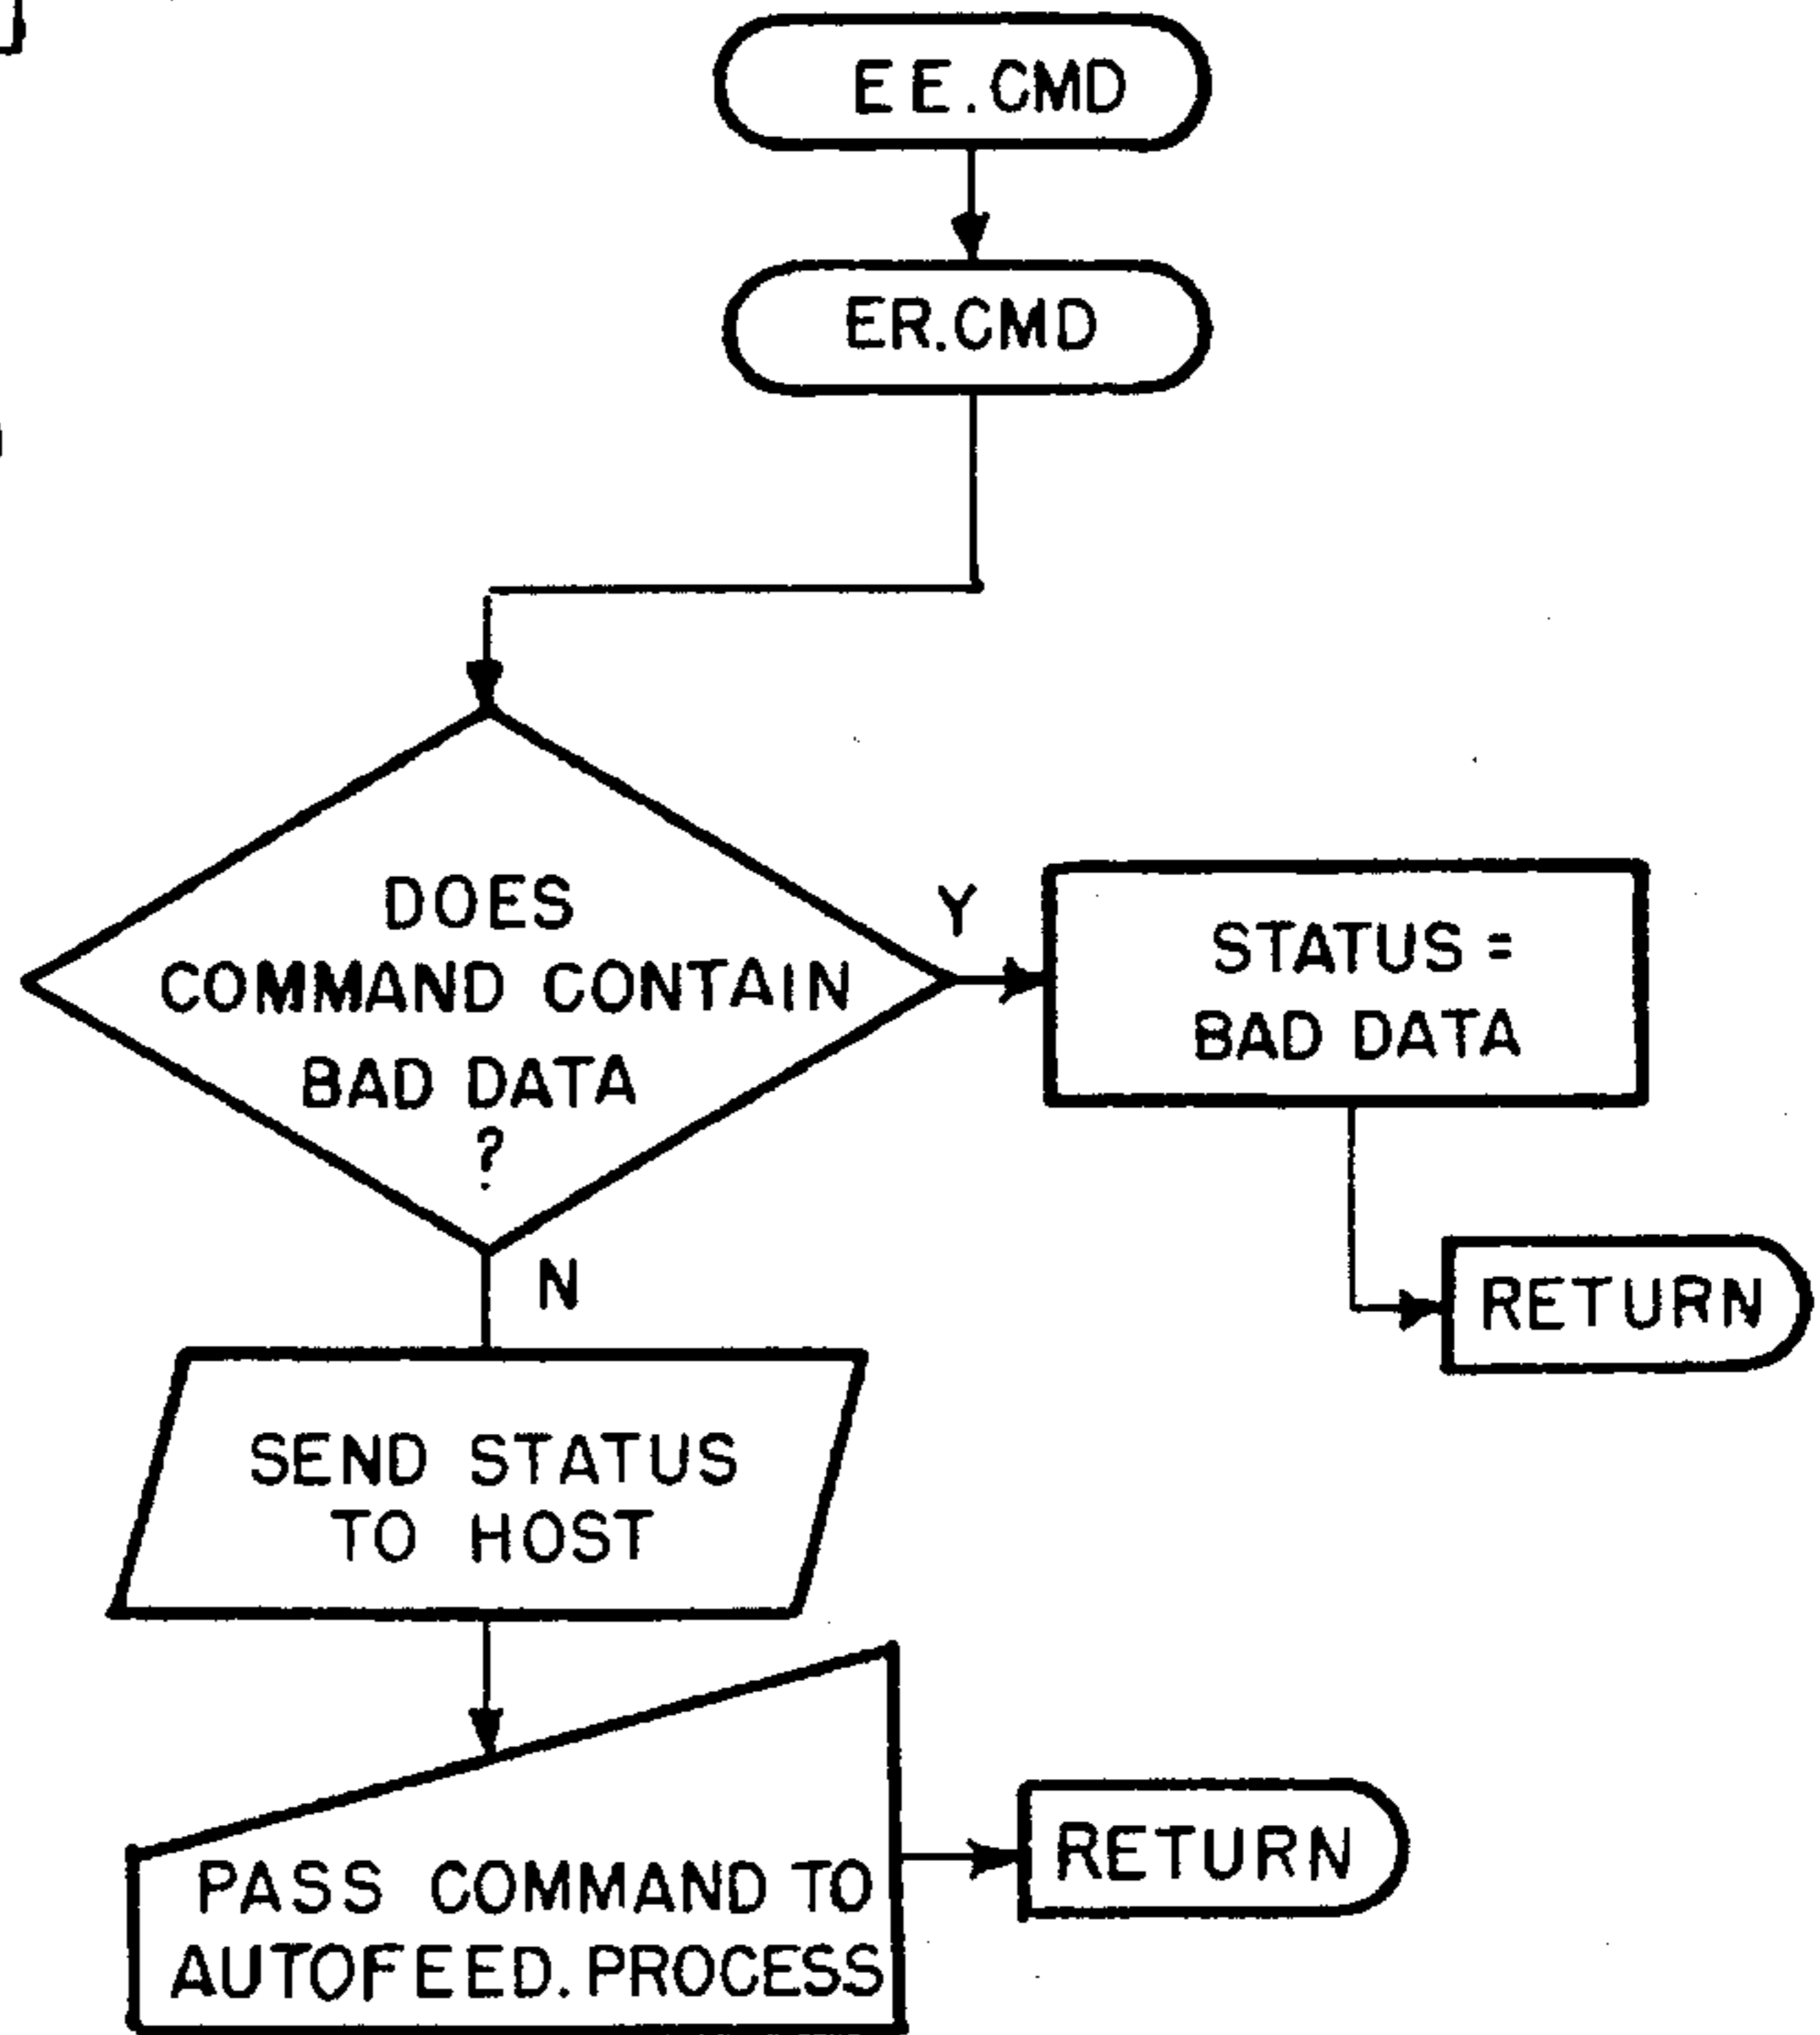 EE.CMD
ER.CMD
DOES
COMMAND CONTAIN
BAD DATA
?
Y
STATUS =
BAD DATA
RETURN
N
SEND STATUS
TO HOST
PASS COMMAND TO
AUTOFEED.PROCESS
RETURN